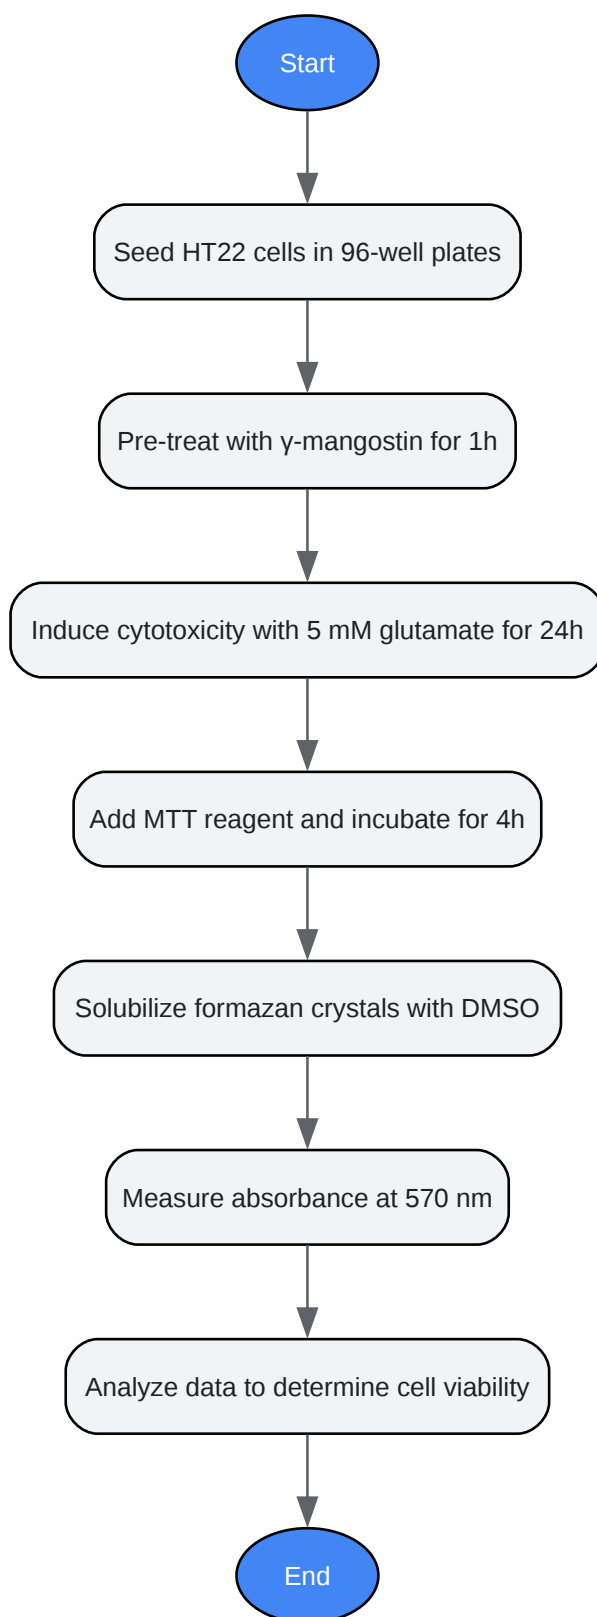 Start
Seed HT22 cells in 96-well plates
Pre-treat with γ-mangostin for 1h
Induce cytotoxicity with 5 mM glutamate for 24h
Add MTT reagent and incubate for 4h
Solubilize formazan crystals with DMSO
Measure absorbance at 570 nm
Analyze data to determine cell viability
End